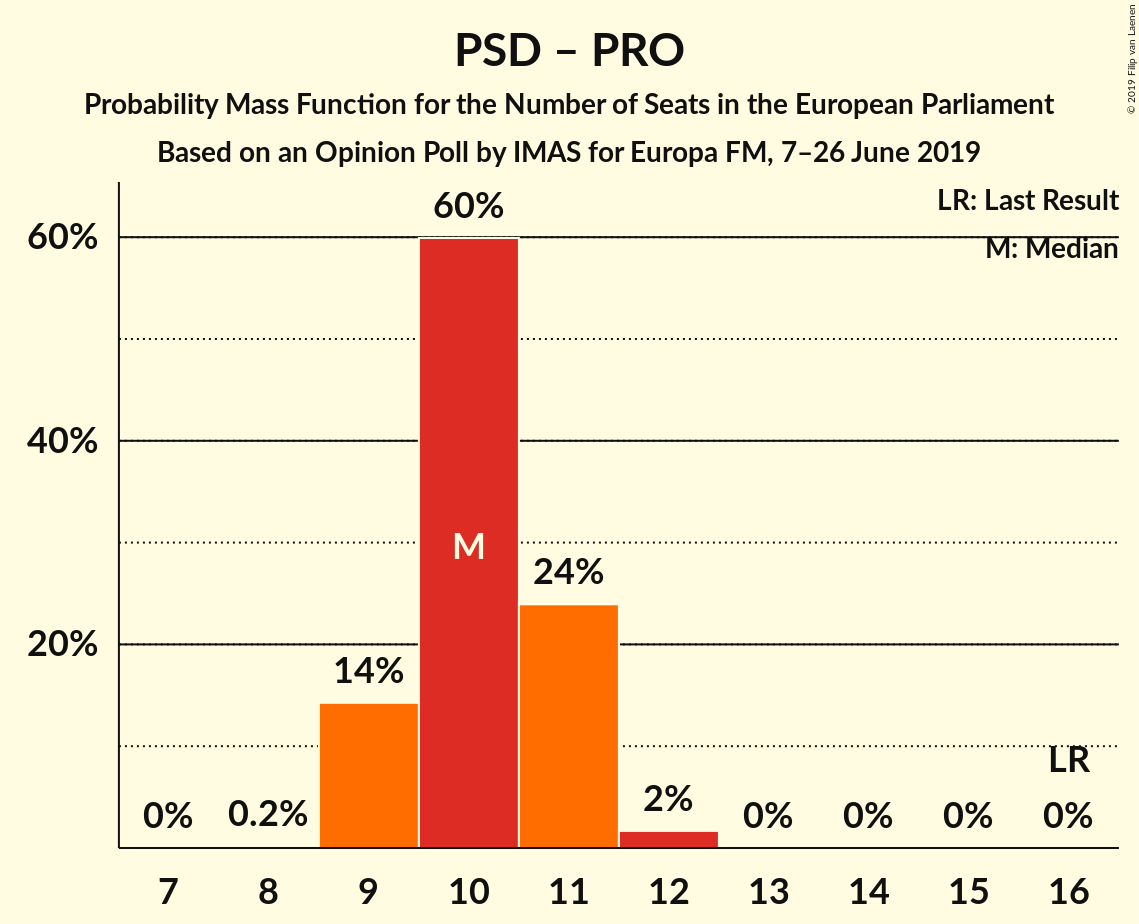 PSD – PRO
Probability Mass Function for the Number of Seats in the European Parliament
Based on an Opinion Poll by IMAS for Europa FM, 7–26 June 2019
© 2019 Filip van Laenen
LR: Last Result
M: Median
60%
40%
20%
0%
0.2%
14%
60%
M
24%
2%
0%
0%
0%
LR
0%
7 8 9 10 11 12 13 14 15 16